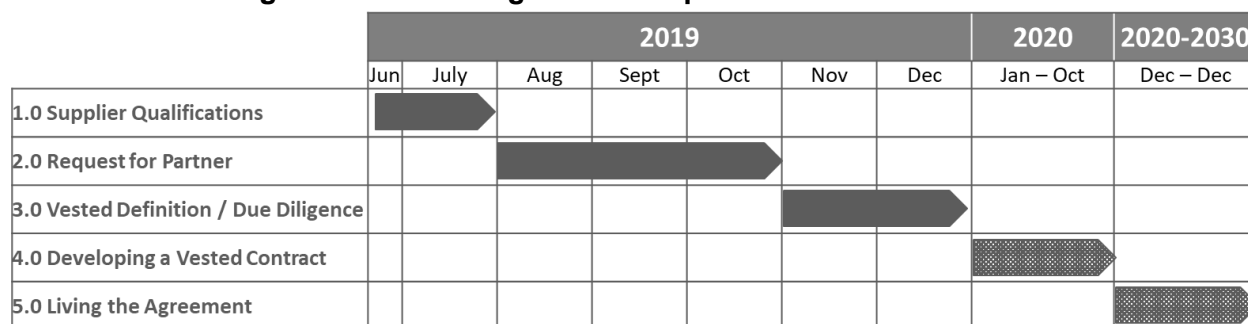 2019 2020 2020-2030
Jun July Aug Sept Oct Nov Dec Jan – Oct Dec – Dec
1.0 Supplier Qualifications
2.0 Request for Partner
3.0 Vested Definition / Due Diligence
4.0 Developing a Vested Contract
5.0 Living the Agreement